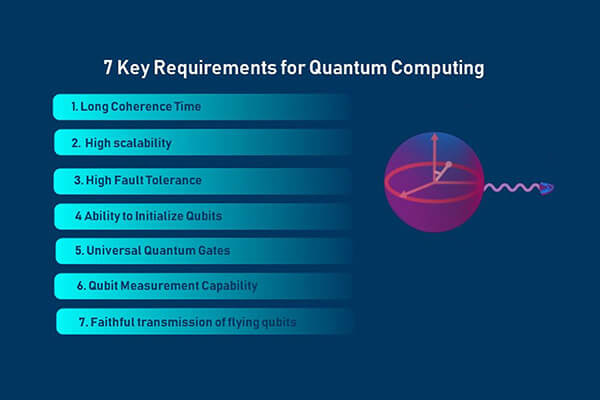 7 Key Requirements for Quantum Computing
1. Long Coherence Time
2. High scalability
3. High Fault Tolerance
4 Ability to Initialize Qubits
5. Universal Quantum Gates
6. Qubit Measurement Capability
7. Faithful transmission of flying qubits